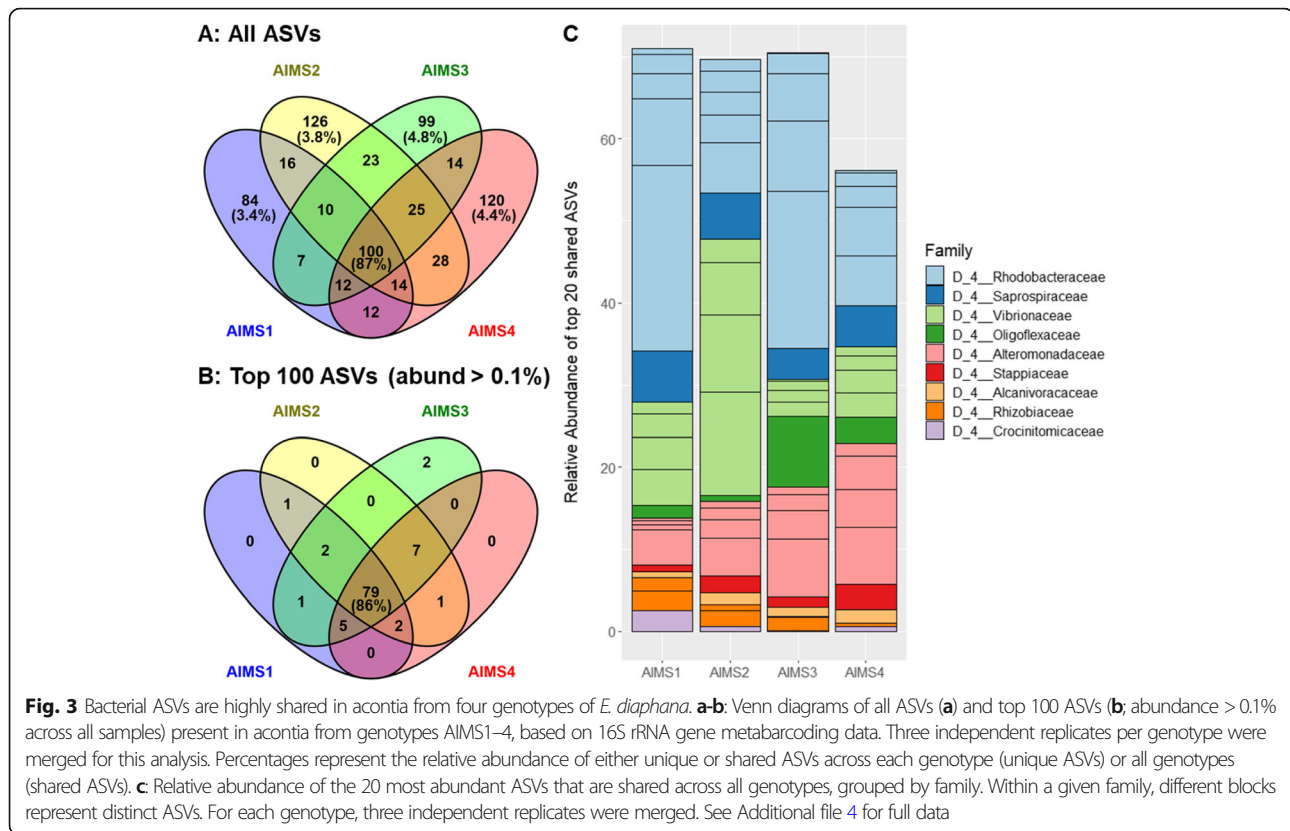 A: All ASVs
AIMS2
AIMS3
126
(3.8%)
99
(4.8%)
16
23
14
84
(3.4%)
10
25
120
(4.4%)
100
(87%)
7
28
12
14
12
AIMS1
AIMS4
B: Top 100 ASVs (abund > 0.1%)
AIMS2
AIMS3
0
2
1
0
0
0
2
7
0
79
(86%)
1
1
5
2
0
AIMS1
AIMS4
C
Relative Abundance of top 20 shared ASVs
60
40
20
0
AIMS1
AIMS2
AIMS3
AIMS4
Family
D_4__Rhodobacteraceae
D_4__Saprospiraceae
D_4__Vibrionaceae
D_4__Oligoflexaceae
D_4__Alteromonadaceae
D_4__Stappiaceae
D_4__Alcanivoracaceae
D_4__Rhizobiaceae
D_4__Crocinitomicaceae
Fig. 3 Bacterial ASVs are highly shared in acontia from four genotypes of E. diaphana. a-b: Venn diagrams of all ASVs (a) and top 100 ASVs (b; abundance > 0.1%
across all samples) present in acontia from genotypes AIMS1–4, based on 16S rRNA gene metabarcoding data. Three independent replicates per genotype were
merged for this analysis. Percentages represent the relative abundance of either unique or shared ASVs across each genotype (unique ASVs) or all genotypes
(shared ASVs). c: Relative abundance of the 20 most abundant ASVs that are shared across all genotypes, grouped by family. Within a given family, different blocks
represent distinct ASVs. For each genotype, three independent replicates were merged. See Additional file 4 for full data